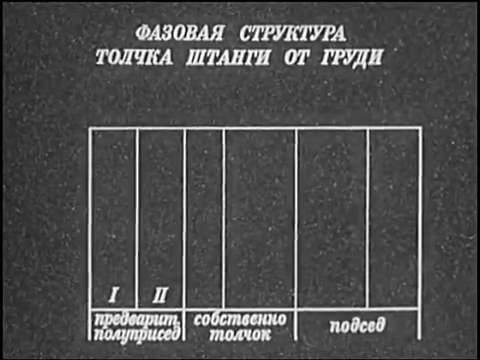 ФАЗОВАЯ СТРУКТУРА
ТОЛЧКА ШТАНГИ ОТ ГРУДИ
I II
предварит. собственно подсед
полуприсед толчок